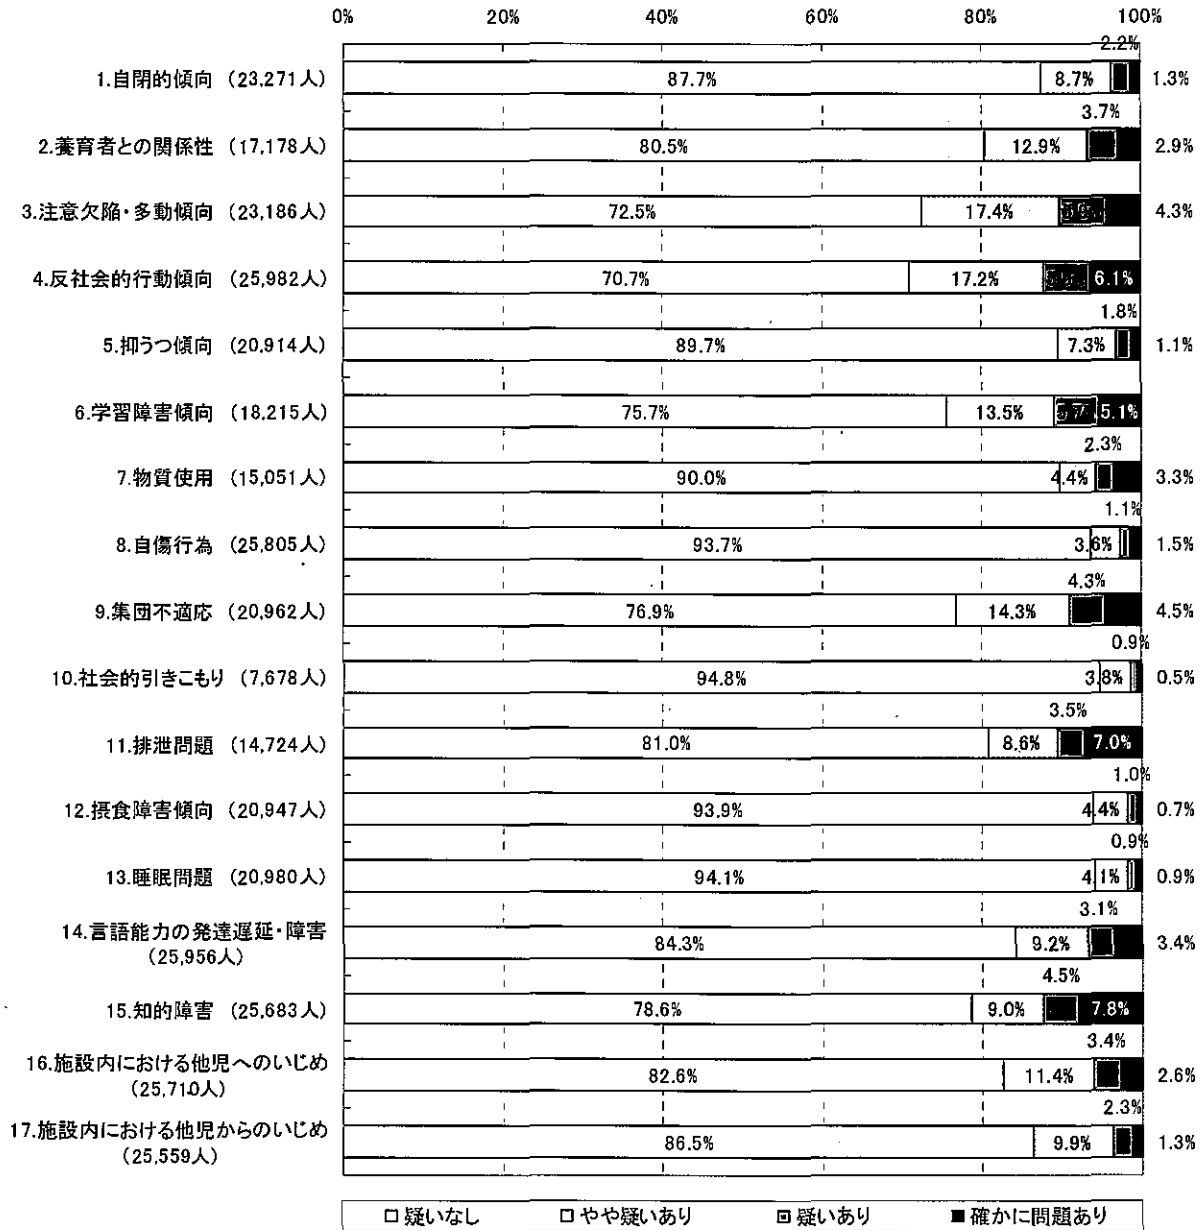 0% 20% 40% 60% 80% 100%
2.2%
1.自閉的傾向 (23,271人) 87.7% 8.7% 1.3%
3.7%
2.養育者との関係性 (17,178人) 80.5% 12.9% 2.9%
3.注意欠陥・多動傾向 (23,186人) 72.5% 17.4% 4.3%
4.反社会的行動傾向 (25,982人) 70.7% 17.2% 6.1%
1.8%
5.抑うつ傾向 (20,914人) 89.7% 7.3% 1.1%
6.学習障害傾向 (18,215人) 75.7% 13.5% 5.7% 5.1%
2.3%
7.物質使用 (15,051人) 90.0% 4.4% 3.3%
1.1%
8.自傷行為 (25,805人) 93.7% 3.6% 1.5%
4.3%
9.集団不適応 (20,962人) 76.9% 14.3% 4.5%
0.9%
10.社会的引きこもり (7,678人) 94.8% 3.8% 0.5%
3.5%
11.排泄問題 (14,724人) 81.0% 8.6% 7.0%
1.0%
12.摂食障害傾向 (20,947人) 93.9% 4.4% 0.7%
0.9%
13.睡眠問題 (20,980人) 94.1% 4.1% 0.9%
3.1%
14.言語能力の発達遅延・障害
(25,956人) 84.3% 9.2% 3.4%
4.5%
15.知的障害 (25,683人) 78.6% 9.0% 7.8%
3.4%
16.施設内における他児へのいじめ
(25,710人) 82.6% 11.4% 2.6%
2.3%
17.施設内における他児からのいじめ
(25,559人) 86.5% 9.9% 1.3%
疑いなし やや疑いあり 疑いあり 確かに問題あり